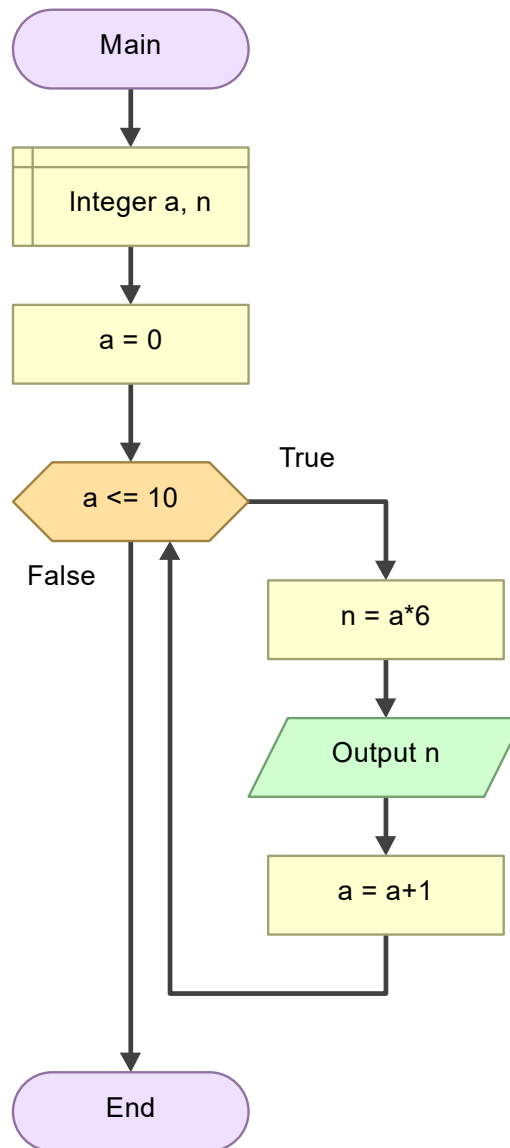 Main
Integer a, n
a = 0
a <= 10
True
False
n = a*6
Output n
a = a+1
End